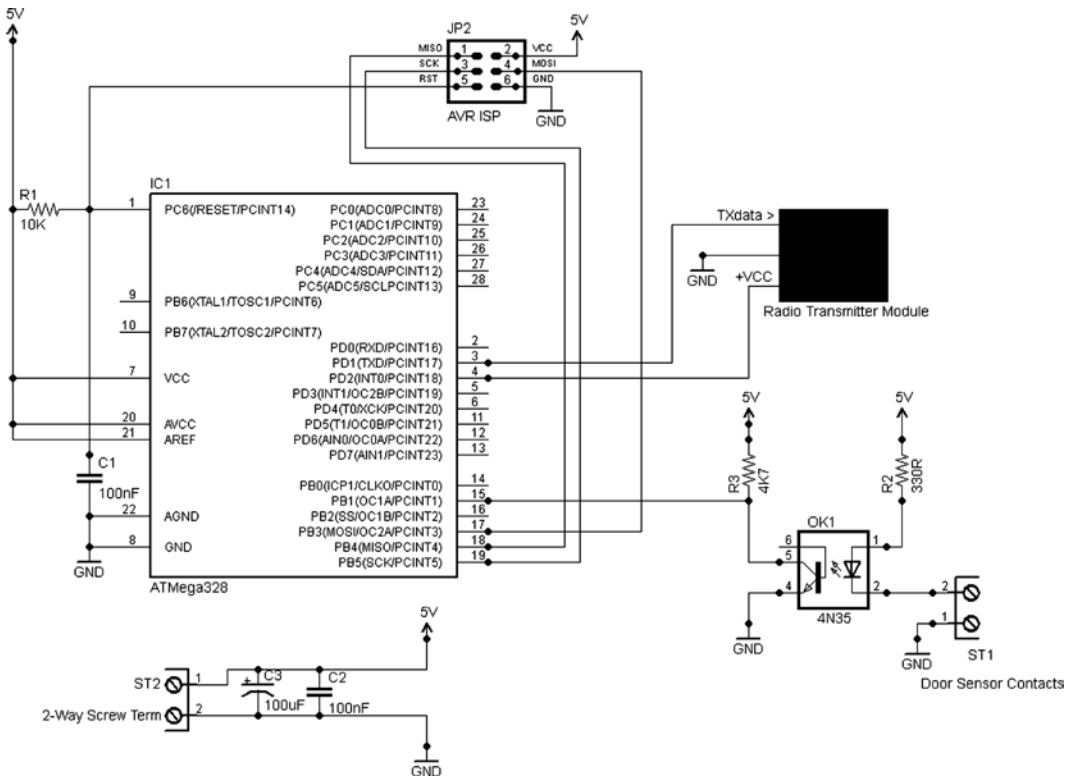 5V
JP2
5V
MISO 1 2 VCC
SCK 3 4 MOSI
RST 5 6 GND
AVR ISP
GND
IC1
R1
10K
1 PC6(/RESET/PCINT14)
9 PB6(XTAL1/TOSC1/PCINT6)
10 PB7(XTAL2/TOSC2/PCINT7)
7 VCC
20 AVCC
21 AREF
C1
100nF
22 AGND
8 GND
GND
ATMega328
PC0(ADC0/PCINT8) 23
PC1(ADC1/PCINT9) 24
PC2(ADC2/PCINT10) 25
PC3(ADC3/PCINT11) 26
PC4(ADC4/SDA/PCINT12) 27
PC5(ADC5/SCLPCINT13) 28
PD0(RXD/PCINT16) 2
PD1(TXD/PCINT17) 3
PD2(INT0/PCINT18) 4
PD3(INT1/OC2B/PCINT19) 5
PD4(T0/XCK/PCINT20) 6
PD5(T1/OC0B/PCINT21) 11
PD6(AIN0/OC0A/PCINT22) 12
PD7(AIN1/PCINT23) 13
PB0(ICP1/CLKO/PCINT0) 14
PB1(OC1A/PCINT1) 15
PB2(SS/OC1B/PCINT2) 16
PB3(MOSI/OC2A/PCINT3) 17
PB4(MISO/PCINT4) 18
PB5(SCK/PCINT5) 19
TXdata >
GND
+VCC
Radio Transmitter Module
5V
5V
R3
4K7
R2
330R
OK1
6
5
4
1
2
4N35
GND
2
1
GND
ST1
Door Sensor Contacts
5V
ST2 1
C3
100uF
C2
100nF
2-Way Screw Term 2
+
GND